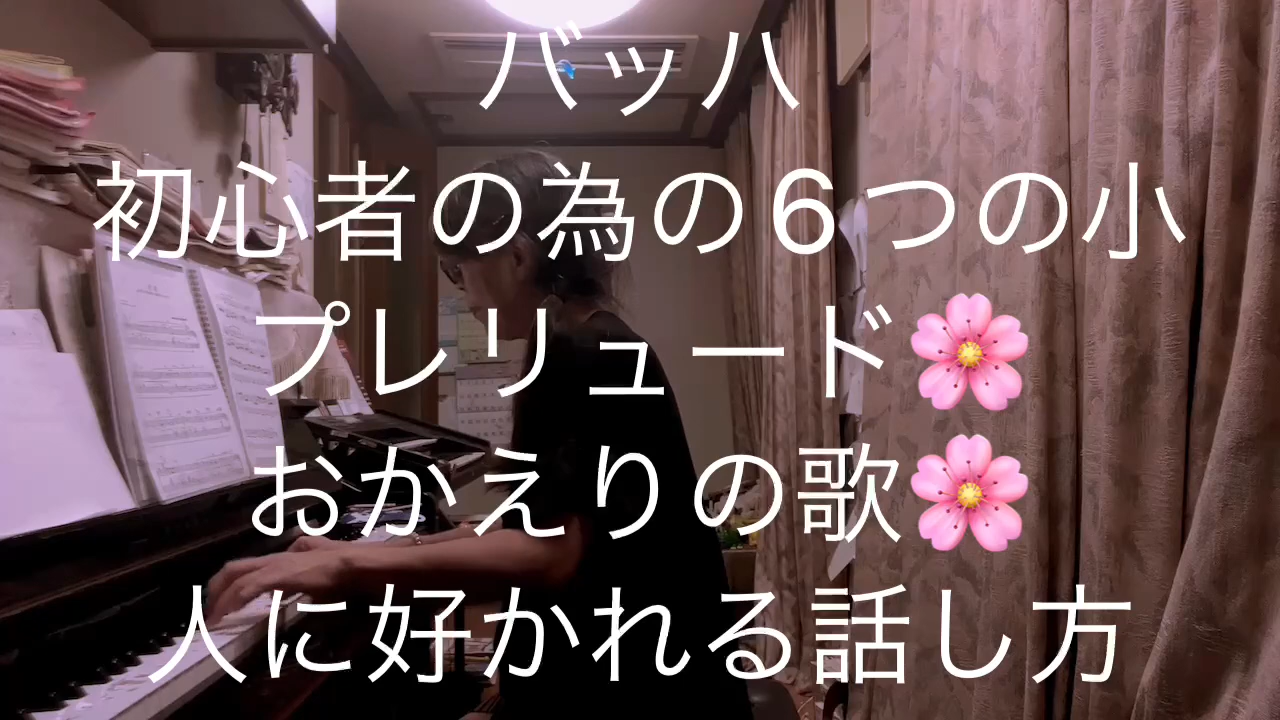 バッハ
初心者の為の6つの小
プレリュード🌸
おかえりの歌🌸
人に好かれる話し方